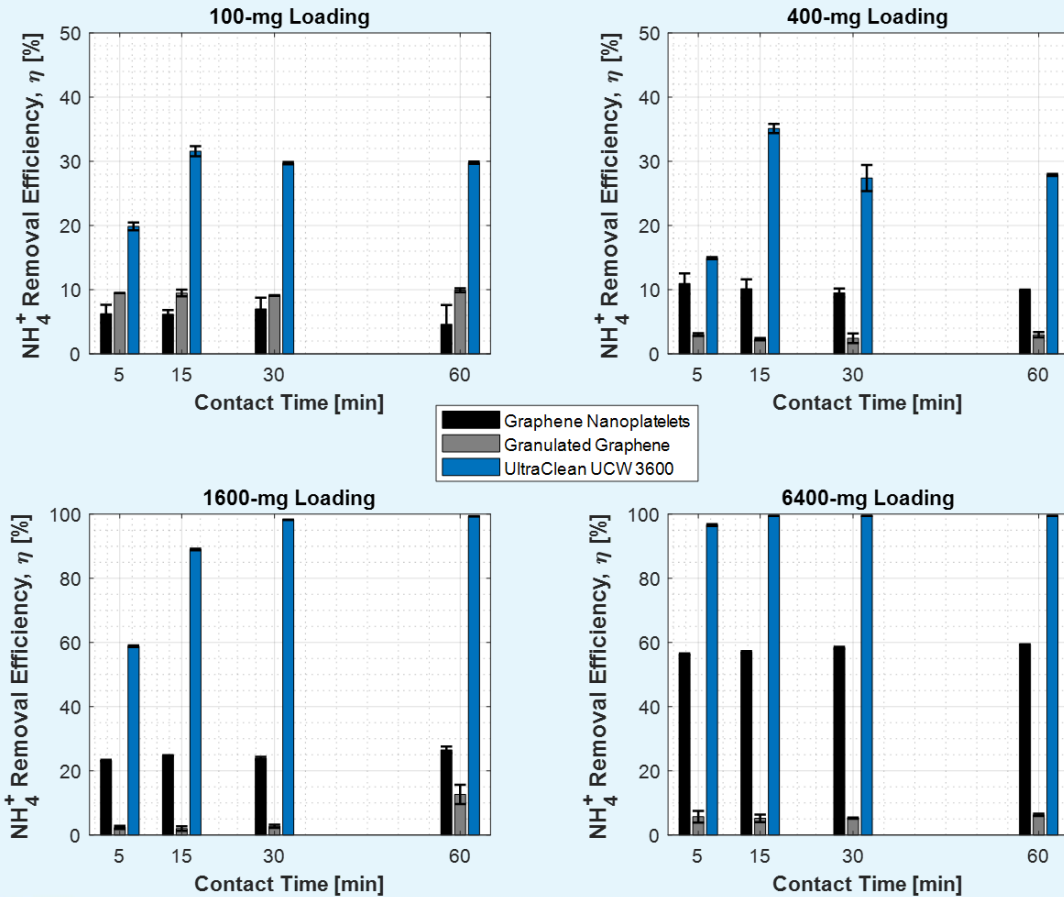 100-mg Loading
NH4+ Removal Efficiency, η [%]
50
40
30
20
10
0
5 15 30 60
Contact Time [min]
400-mg Loading
NH4+ Removal Efficiency, η [%]
50
40
30
20
10
0
5 15 30 60
Contact Time [min]
Graphene Nanoplatelets
Granulated Graphene
UltraClean UCW 3600
1600-mg Loading
NH4+ Removal Efficiency, η [%]
100
80
60
40
20
0
5 15 30 60
Contact Time [min]
6400-mg Loading
NH4+ Removal Efficiency, η [%]
100
80
60
40
20
0
5 15 30 60
Contact Time [min]